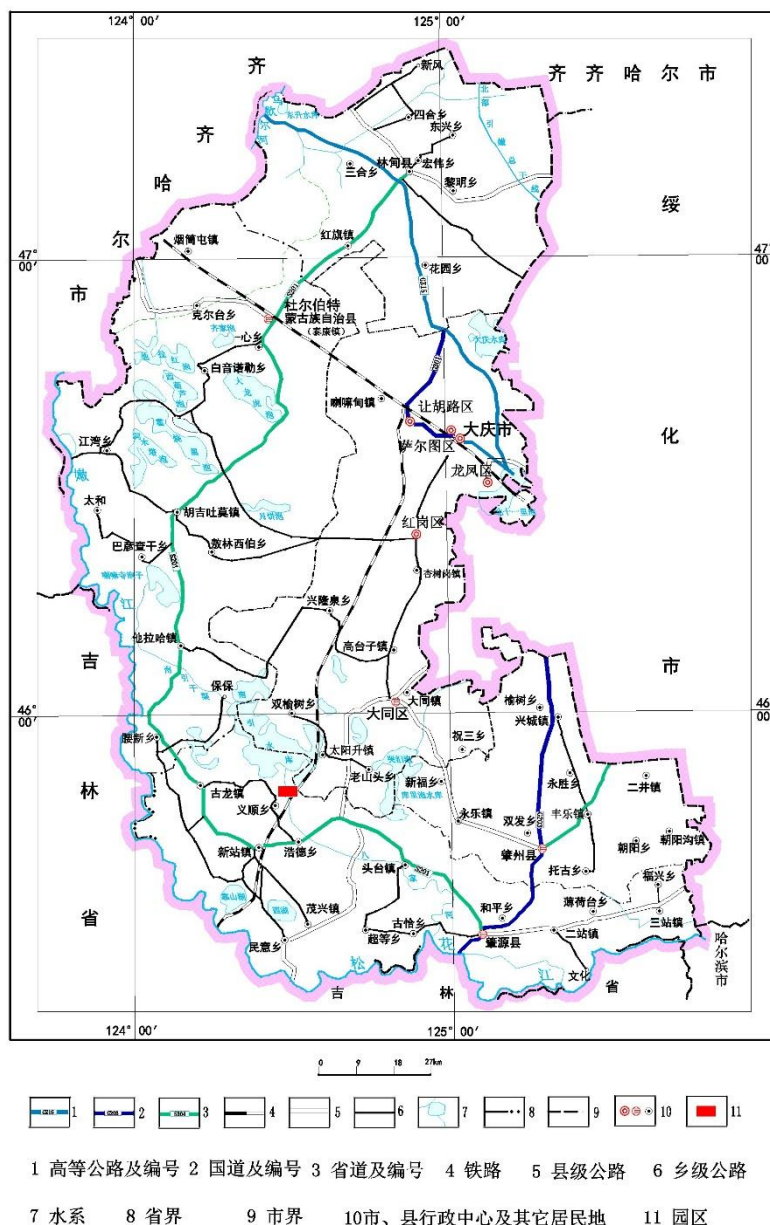 124° 00′
125° 00′
齐齐哈尔市
齐
齐
哈
尔
市
新风
四合乡
东兴乡
林甸县
宏伟乡
三合乡
黎明乡
绥
烟筒屯镇
红旗镇
47°
00′
47°
00′
花园乡
克尔台乡
杜尔伯特
蒙古族自治县
(泰康镇)
一心乡
白音诺勒乡
喇嘛甸镇
让胡路区
大庆市
萨尔图区
龙凤区
化
江湾乡
太和
胡吉吐莫镇
敖林西伯乡
巴彦查干乡
红岗区
杏树岗镇
兴隆泉乡
高台子镇
他拉哈镇
市
吉
保保
双榆树乡
大同镇
大同区
榆树乡
兴城镇
46°
00′
46°
00′
腰新乡
太阳升镇
祝三乡
老山头乡
新福乡
永胜乡
二井镇
林
古龙镇
义顺乡
永乐镇
双发乡
丰乐镇
新站镇
浩德乡
肇州县
朝阳乡
朝阳沟镇
头台镇
托古乡
福兴乡
省
茂兴镇
和平乡
薄荷台乡
民意乡
超等乡
古恰乡
肇源县
二站镇
三站镇
文化
松
花
江
吉
林
省
哈尔滨市
124° 00′
125° 00′
0 9 18 27km
1 2 3 4 5 6 7 8 9 10 11
1 高等公路及编号 2 国道及编号 3 省道及编号 4 铁路 5 县级公路 6 乡级公路
7 水系 8 省界 9 市界 10市、县行政中心及其它居民地 11 园区